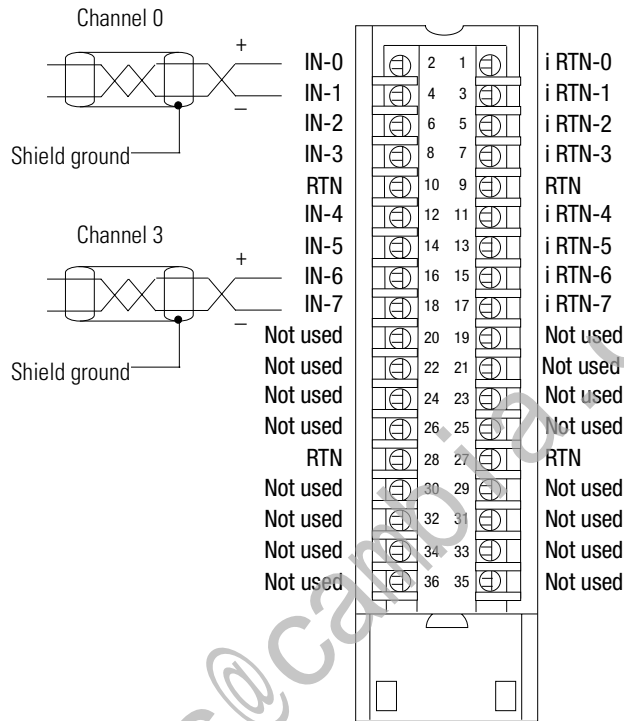 Channel 0
+
–
Shield ground
Channel 3
+
–
Shield ground
IN-0 2 1 i RTN-0
IN-1 4 3 i RTN-1
IN-2 6 5 i RTN-2
IN-3 8 7 i RTN-3
RTN 10 9 RTN
IN-4 12 11 i RTN-4
IN-5 14 13 i RTN-5
IN-6 16 15 i RTN-6
IN-7 18 17 i RTN-7
Not used 20 19 Not used
Not used 22 21 Not used
Not used 24 23 Not used
Not used 26 25 Not used
RTN 28 27 RTN
Not used 30 29 Not used
Not used 32 31 Not used
Not used 34 33 Not used
Not used 36 35 Not used
s@cambia.c